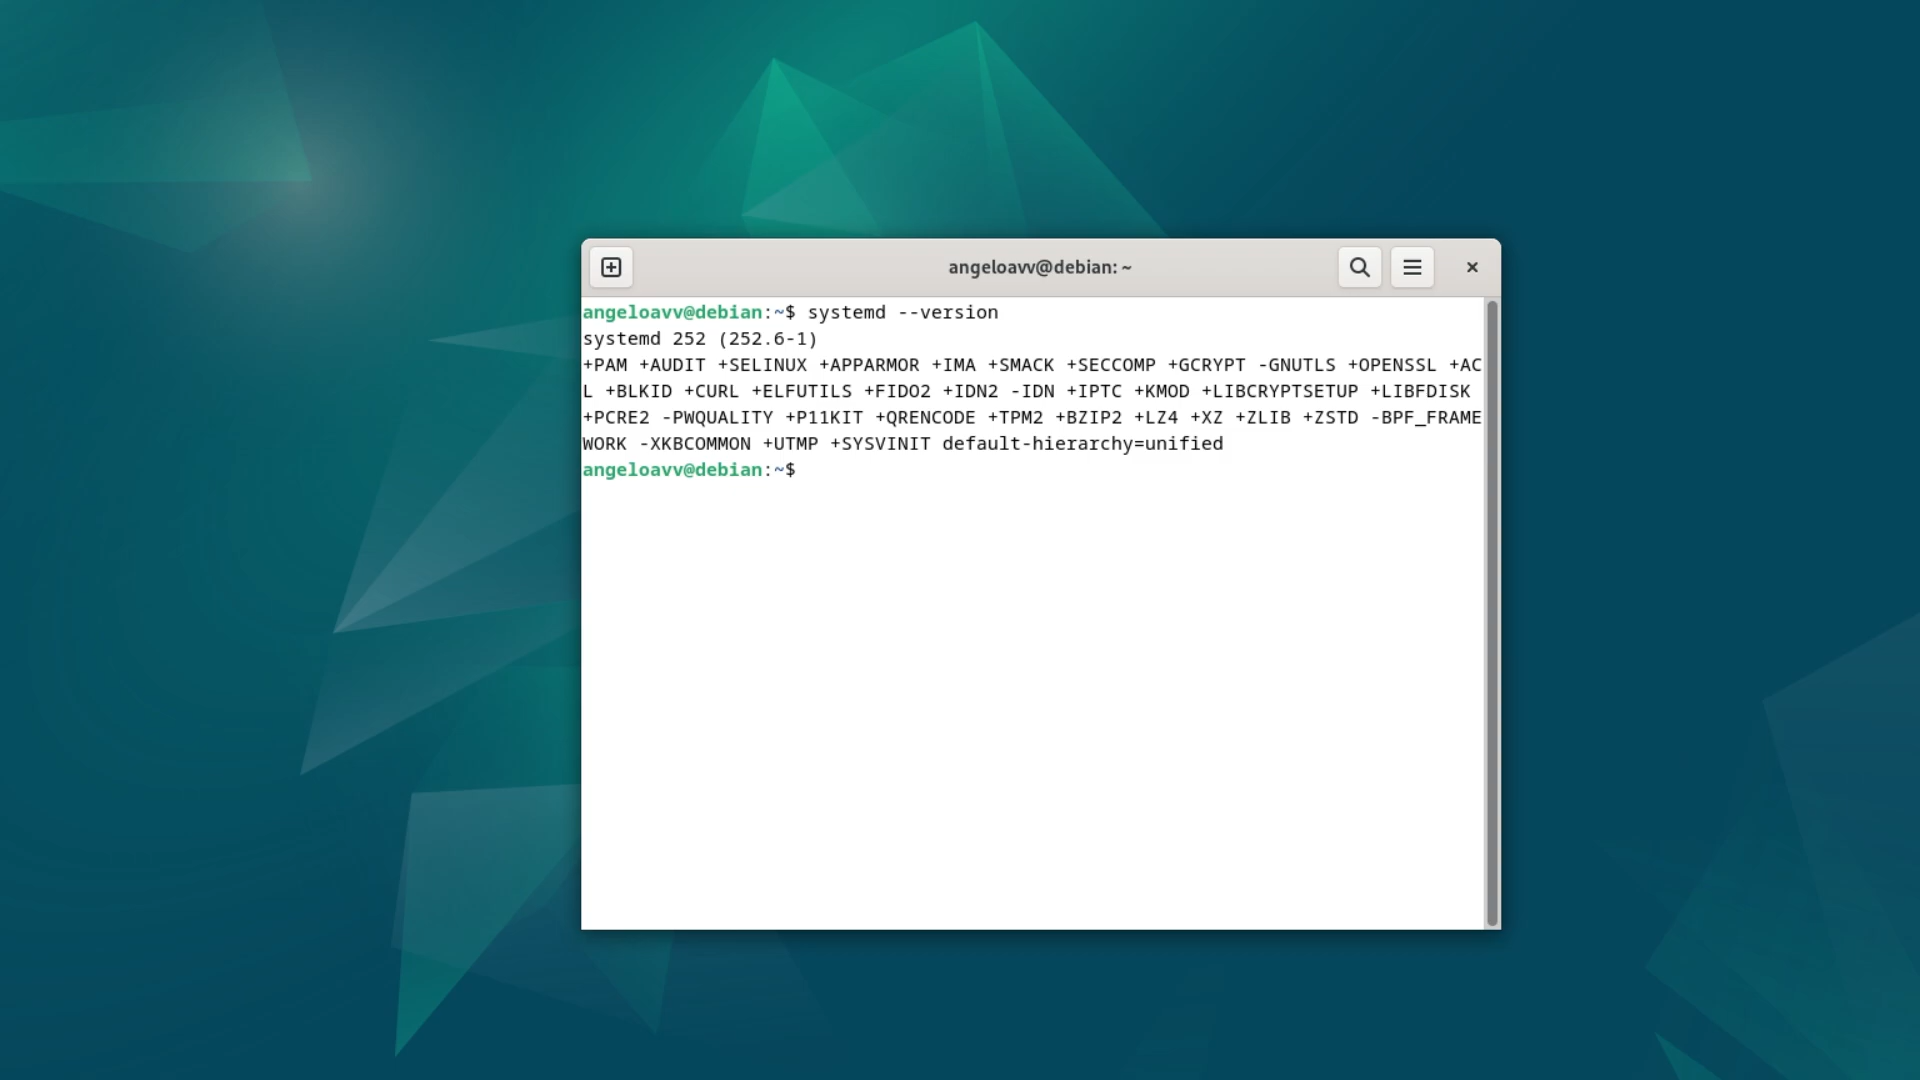 angeloavv@debian: ~
angeloavv@debian:~$ systemd --version
systemd 252 (252.6-1)
+PAM +AUDIT +SELINUX +APPARMOR +IMA +SMACK +SECCOMP +GCRYPT -GNUTLS +OPENSSL +AC
L +BLKID +CURL +ELFUTILS +FIDO2 +IDN2 -IDN +IPTC +KMOD +LIBCRYPTSETUP +LIBFDISK
+PCRE2 -PWQUALITY +P11KIT +QRENCODE +TPM2 +BZIP2 +LZ4 +XZ +ZLIB +ZSTD -BPF_FRAME
WORK -XKBCOMMON +UTMP +SYSVINIT default-hierarchy=unified
angeloavv@debian:~$